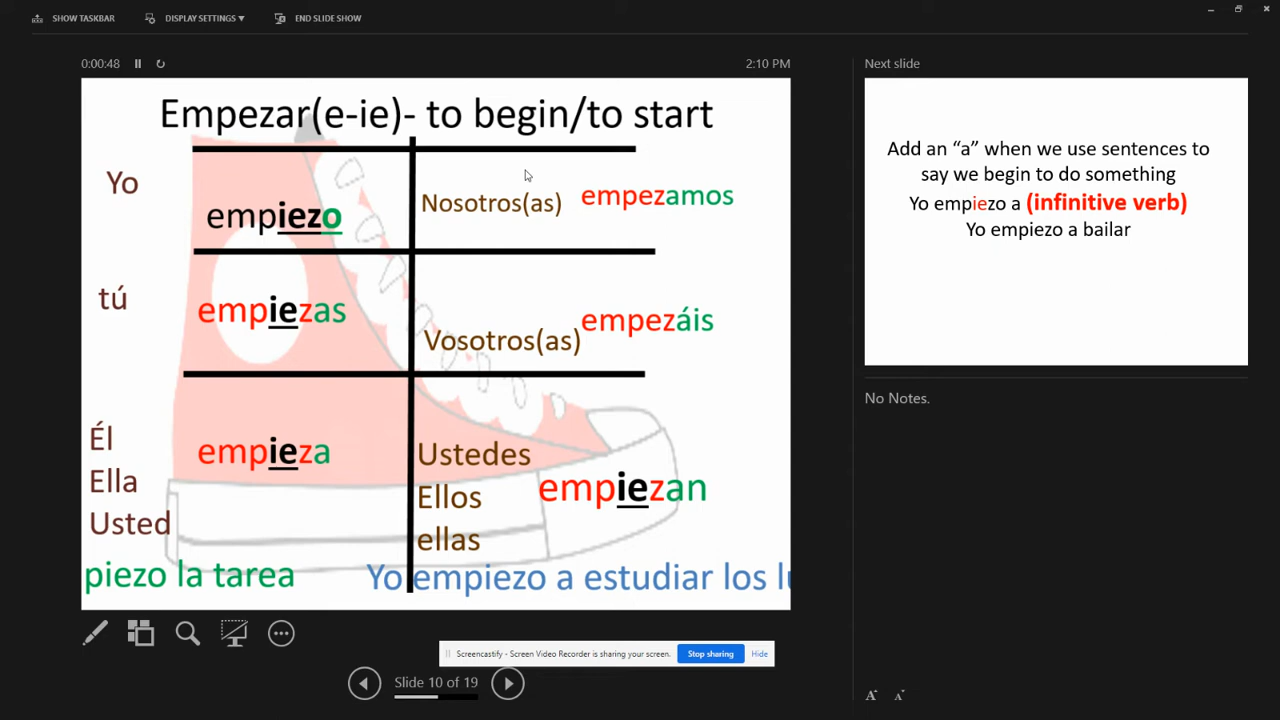 SHOW TASKBAR
DISPLAY SETTINGS ▾
END SLIDE SHOW
0:00:48
2:10 PM
Empezar(e-ie)- to begin/to start
Yo
empiezo
Nosotros(as)
empezamos
tú
empiezas
Vosotros(as)
empezáis
Él
Ella
Usted
empieza
Ustedes
Ellos
ellas
empiezan
piezo la tarea
Yo empiezo a estudiar los lu
Next slide
Add an “a” when we use sentences to
say we begin to do something
Yo empiezo a (infinitive verb)
Yo empiezo a bailar
No Notes.
Screencastify - Screen Video Recorder is sharing your screen.
Stop sharing
Hide
Slide 10 of 19
A
A